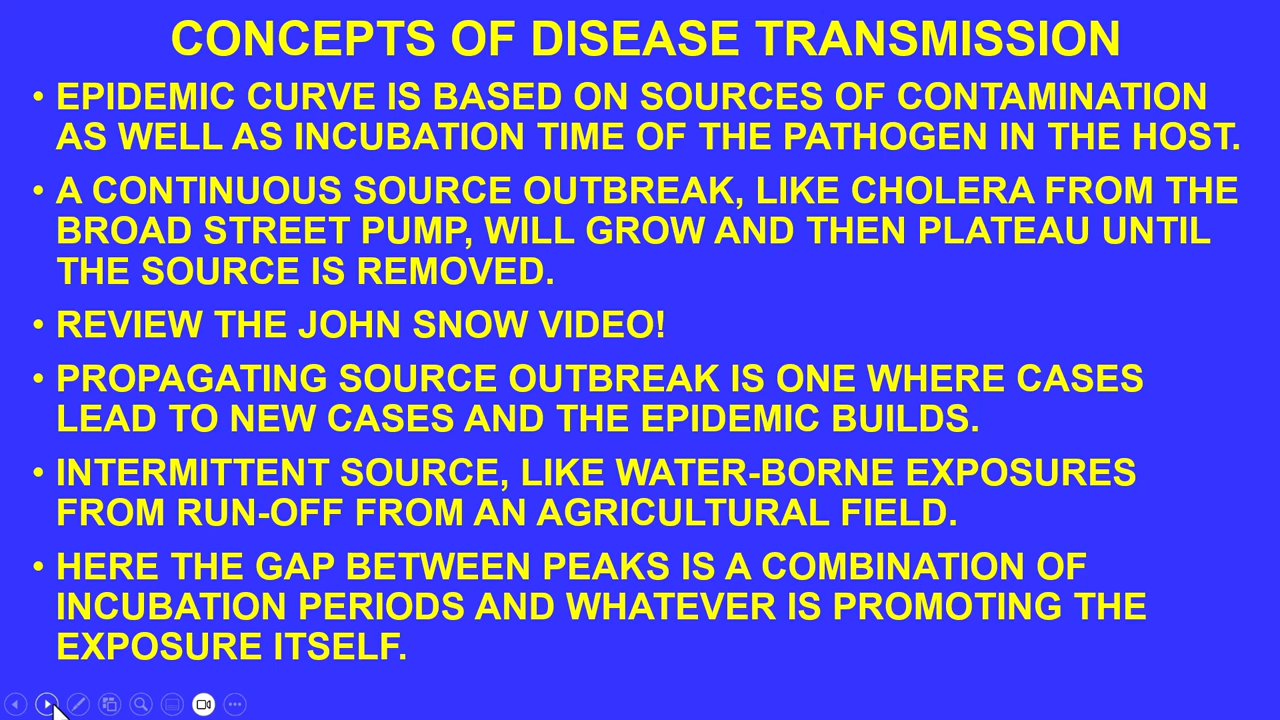 CONCEPTS OF DISEASE TRANSMISSION
• EPIDEMIC CURVE IS BASED ON SOURCES OF CONTAMINATION
AS WELL AS INCUBATION TIME OF THE PATHOGEN IN THE HOST.
• A CONTINUOUS SOURCE OUTBREAK, LIKE CHOLERA FROM THE
BROAD STREET PUMP, WILL GROW AND THEN PLATEAU UNTIL
THE SOURCE IS REMOVED.
• REVIEW THE JOHN SNOW VIDEO!
• PROPAGATING SOURCE OUTBREAK IS ONE WHERE CASES
LEAD TO NEW CASES AND THE EPIDEMIC BUILDS.
• INTERMITTENT SOURCE, LIKE WATER-BORNE EXPOSURES
FROM RUN-OFF FROM AN AGRICULTURAL FIELD.
• HERE THE GAP BETWEEN PEAKS IS A COMBINATION OF
INCUBATION PERIODS AND WHATEVER IS PROMOTING THE
EXPOSURE ITSELF.